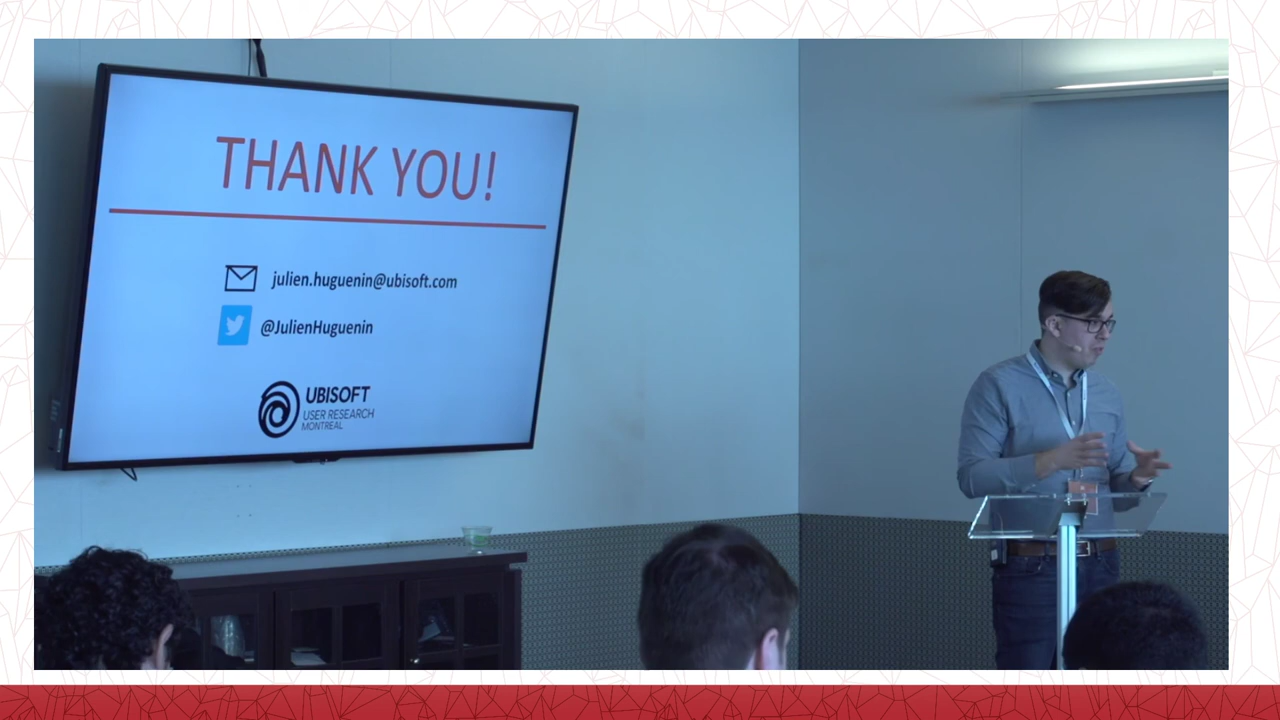 THANK YOU!
julien.huguenin@ubisoft.com
@JulienHuguenin
UBISOFT
USER RESEARCH
MONTREAL